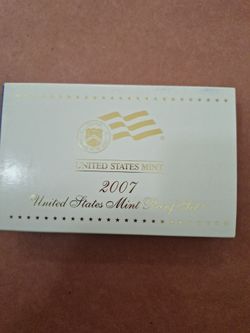 UNITED STATES MINT
2007
United States Mint Proof Set